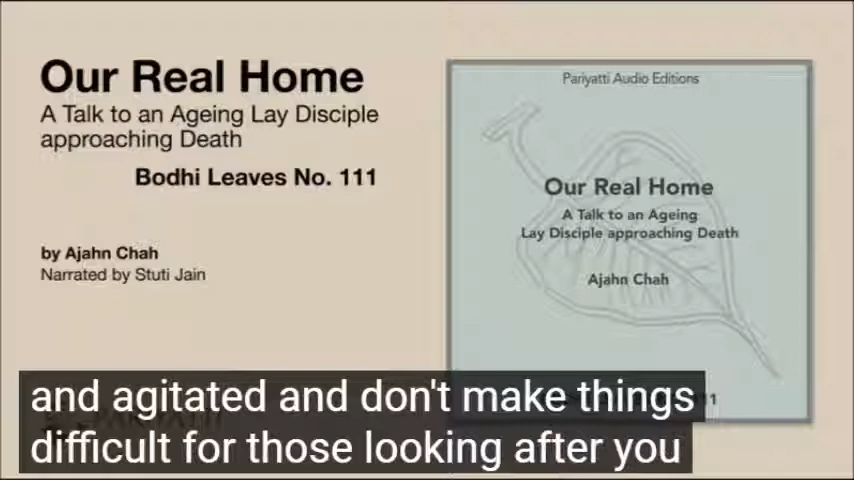 Our Real Home
A Talk to an Ageing Lay Disciple
approaching Death
Bodhi Leaves No. 111
by Ajahn Chah
Narrated by Stuti Jain
Pariyatti Audio Editions
Our Real Home
A Talk to an Ageing
Lay Disciple approaching Death
Ajahn Chah
and agitated and don't make things
difficult for those looking after you